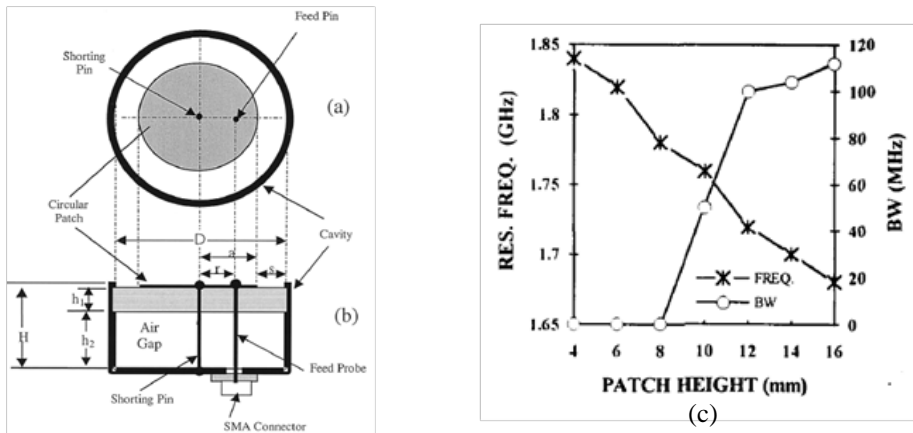 Feed Pin
Shorting
Pin
(a)
Circular
Patch
D
Cavity
a
r
s
h₁
H
h₂
Air
Gap
(b)
Feed Probe
Shorting Pin
SMA Connector
RES. FREQ. (GHz)
1.85
1.8
1.75
1.7
1.65
120
100
80
60
40
20
0
BW (MHz)
FREQ.
BW
4 6 8 10 12 14 16
PATCH HEIGHT (mm)
(c)